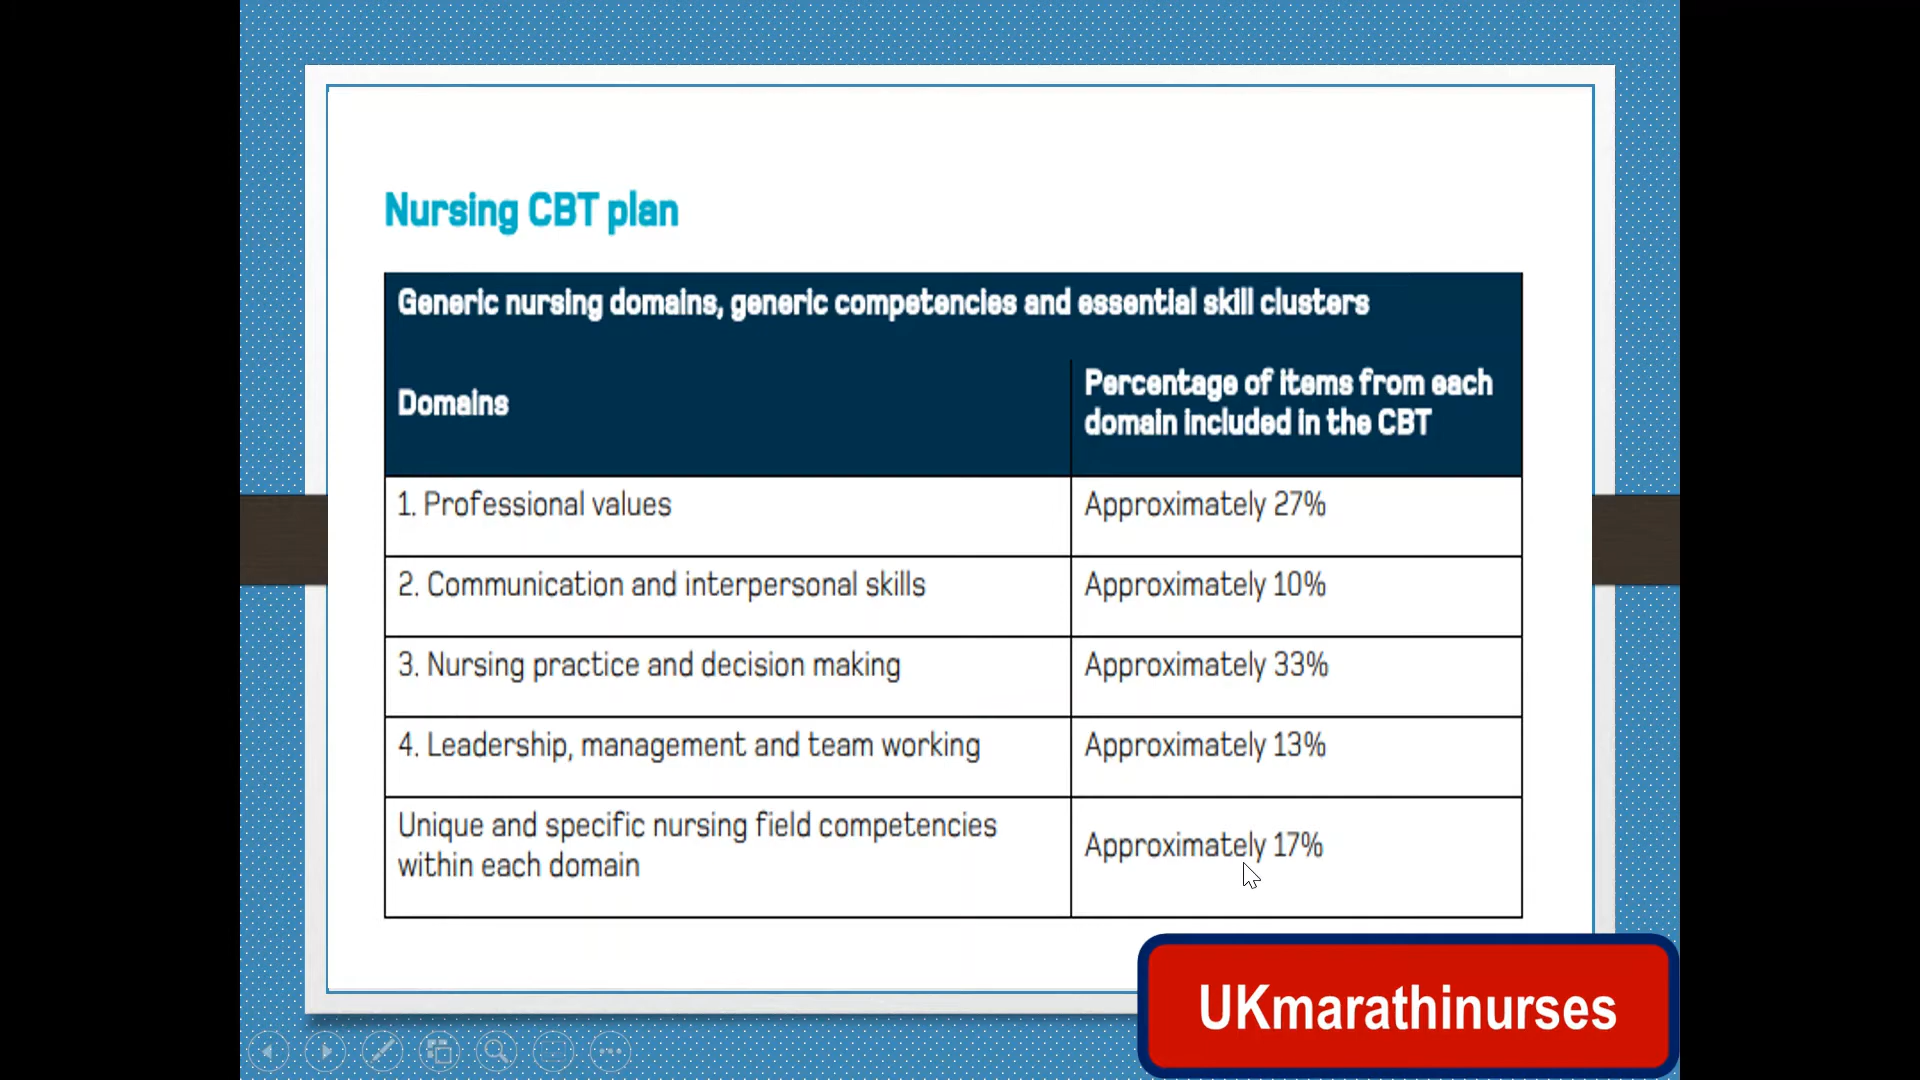 Nursing CBT plan
Generic nursing domains, generic competencies and essential skill clusters
Domains
Percentage of items from each
domain included in the CBT
1. Professional values
Approximately 27%
2. Communication and interpersonal skills
Approximately 10%
3. Nursing practice and decision making
Approximately 33%
4. Leadership, management and team working
Approximately 13%
Unique and specific nursing field competencies
within each domain
Approximately 17%
UKmarathinurses